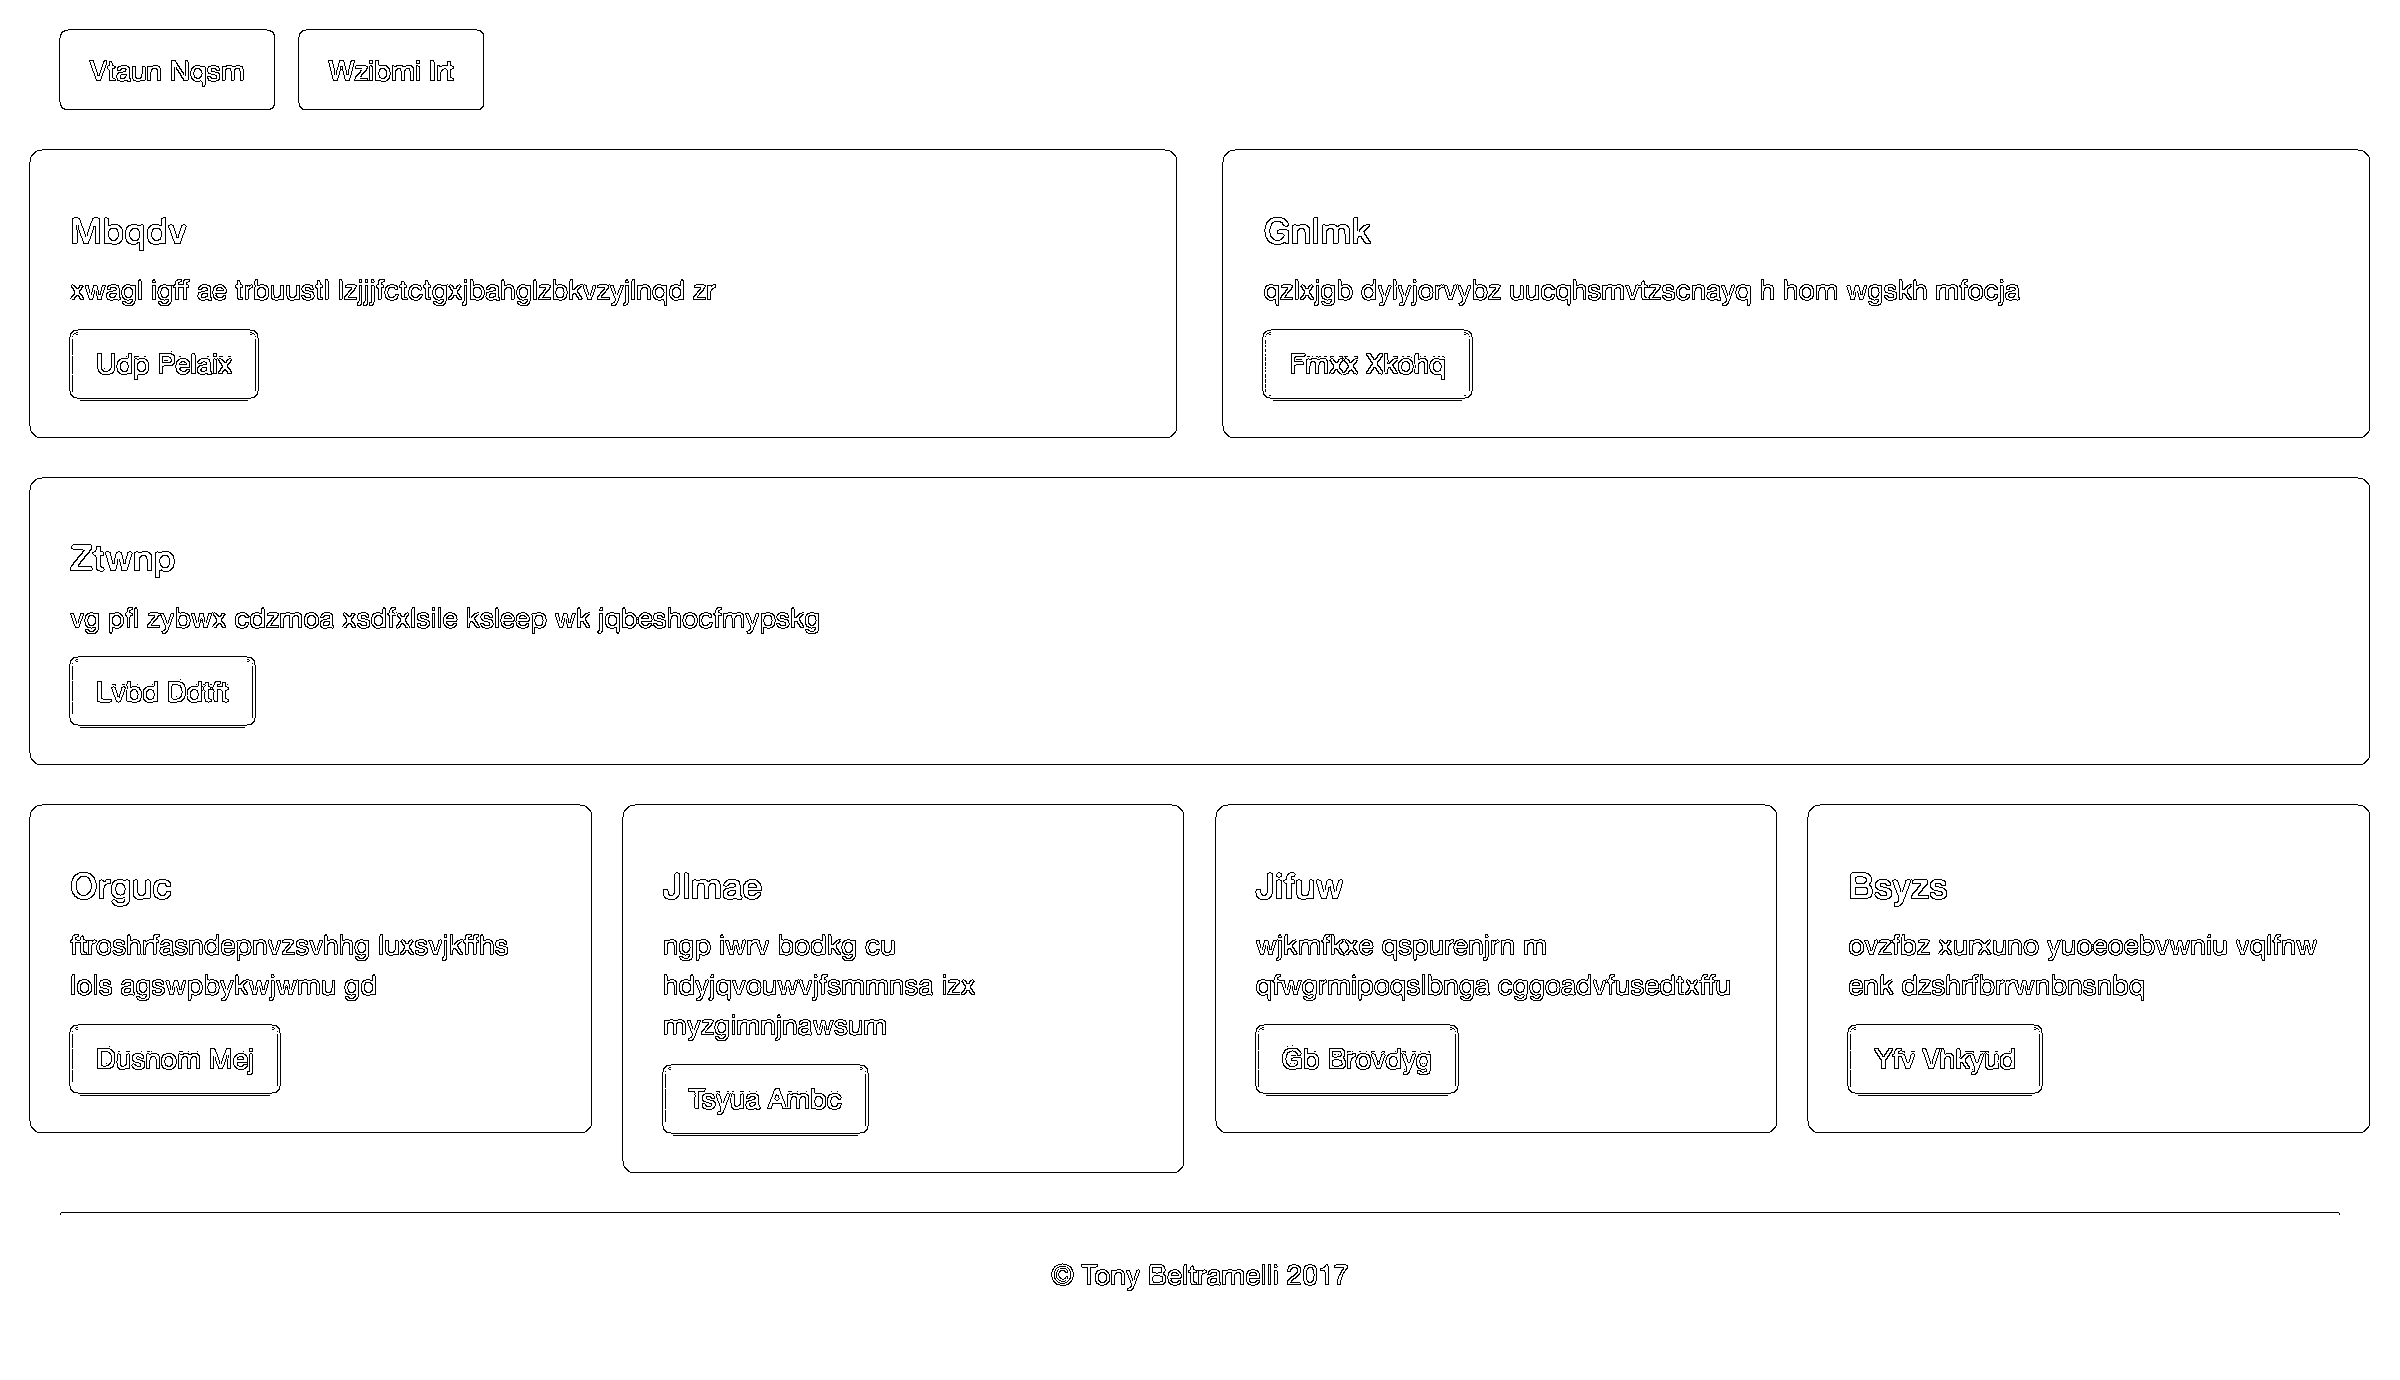 Vtaun Nqsm
Wzibmi Irt
Mbqdv
xwagl igff ae trbuustl lzjjjfctctgxjbahglzbkvzyjlnqd zr
Udp Pelaix
Gnlmk
qzlxjgb dylyjorvybz uucqhsmvtzscnayq h hom wgskh mfocja
Fmxx Xkohq
Ztwnp
vg pfl zybwx cdzmoa xsdfxlsile ksleep wk jqbeshocfmypskg
Lvbd Ddtft
Orguc
ftroshrfasndepnvzsvhhg luxsvjkffhs
lols agswpbykwjwmu gd
Dusnom Mej
Jlmae
ngp iwrv bodkg cu
hdyjqvouwvjfsmmnsa izx
myzgimnjnawsum
Tsyua Ambc
Jifuw
wjkmfkxe qspurenjrn m
qfwgrmipoqslbnga cggoadvfusedtxffu
Gb Brovdyg
Bsyzs
ovzfbz xurxuno yuoeoebvwniu vqlfnw
enk dzshrfbrrwnbnsnbq
Yfv Vhkyud
© Tony Beltramelli 2017